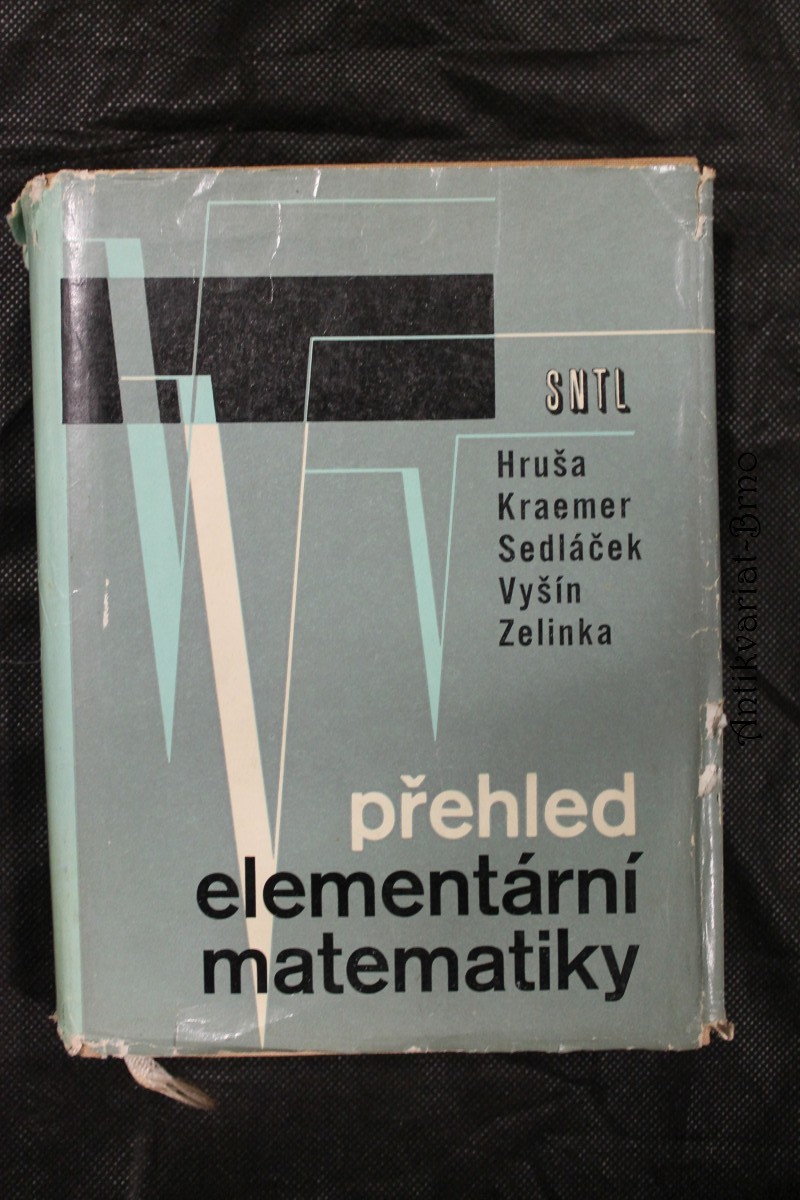 SNTL
Hruša
Kraemer
Sedláček
Vyšín
Zelinka
přehled
elementární
matematiky
Antikvariat-Brno